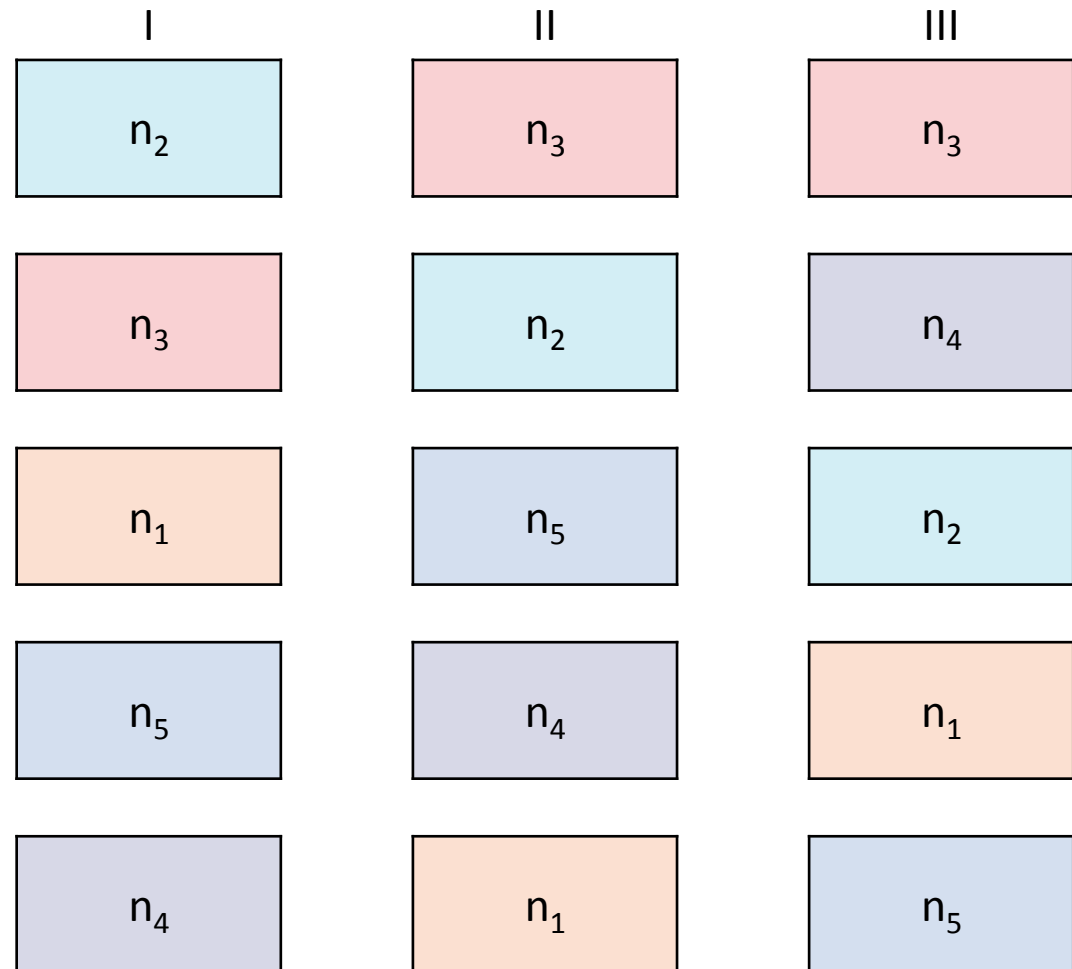 I II III
n₂ n₃ n₃
n₃ n₂ n₄
n₁ n₅ n₂
n₅ n₄ n₁
n₄ n₁ n₅